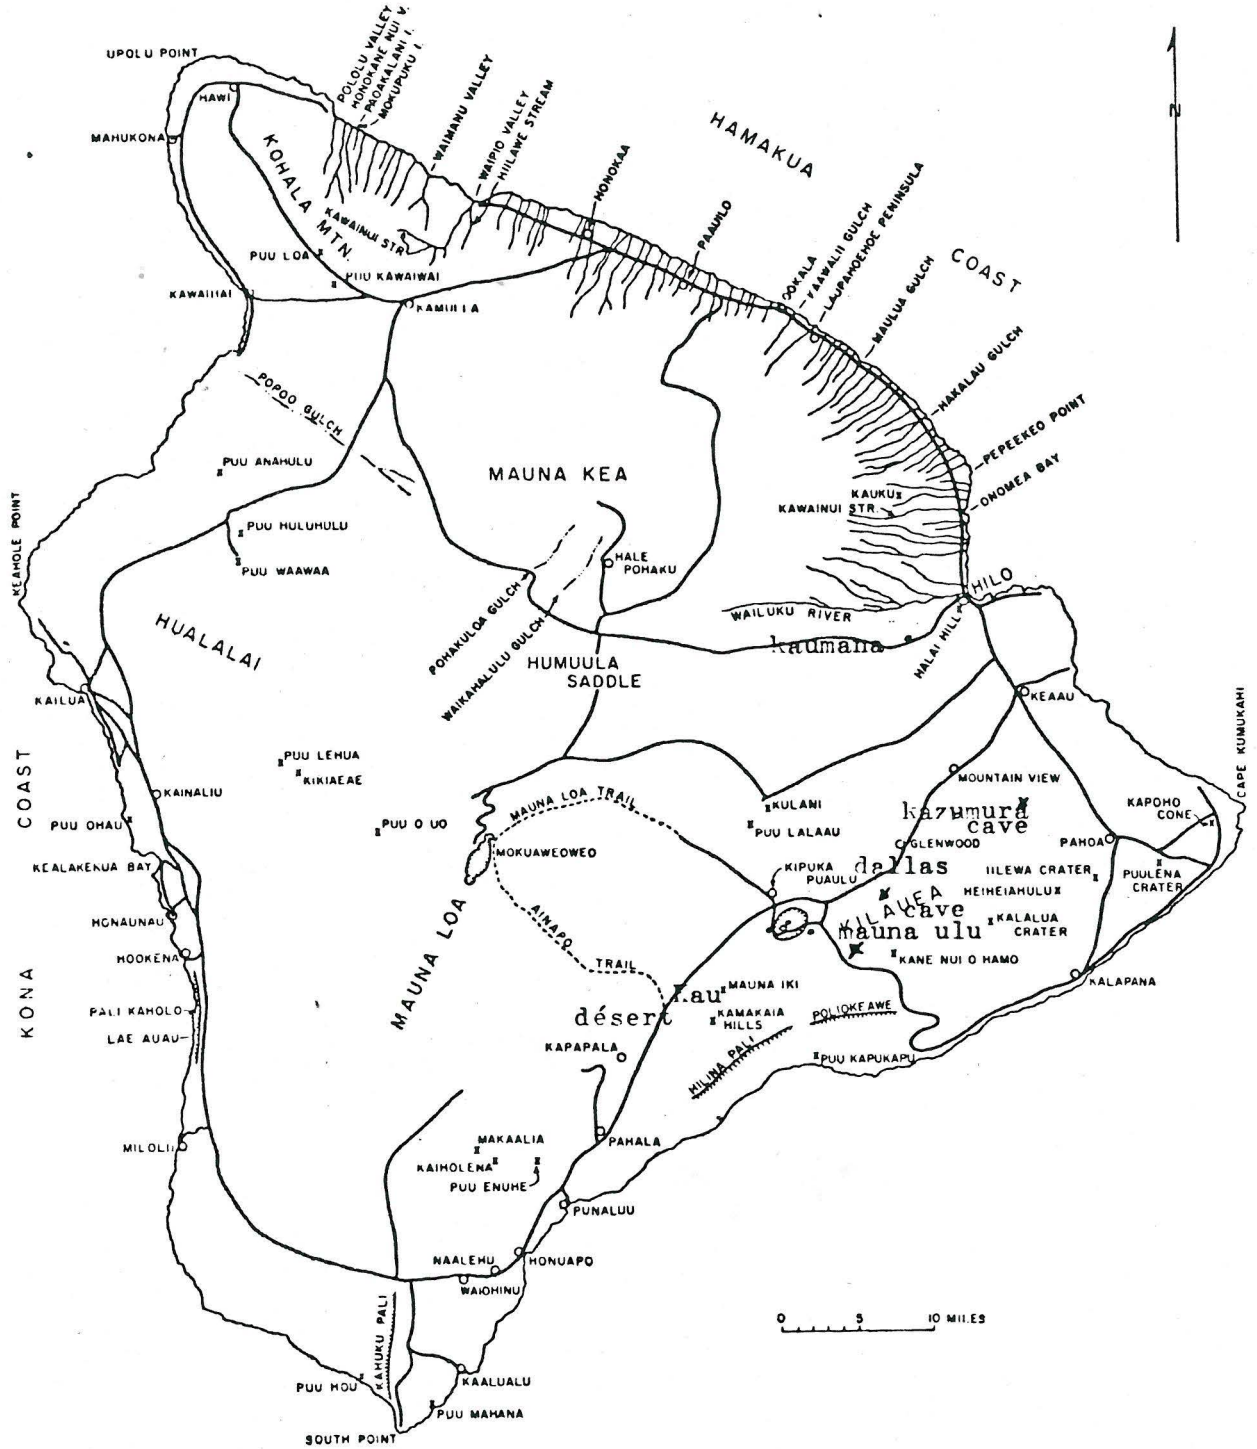 UPOLU POINT
POLOLU VALLEY
HONOKANE NUI V.
PAOAKALANI I.
MOKUPUKU I.
WAIMANU VALLEY
WAIPIO VALLEY
HIILAWE STREAM
HAWI
MAHUKONA
KOHALA MTN.
HONOKAA
HAMAKUA
COAST
N
PAAUILO
OOKALA
KAAWALII GULCH
LAUPAHOEHOE PENINSULA
MAULUA GULCH
HAKALAU GULCH
PEPEEKEO POINT
ONOMEA BAY
KAWAINUI STR.
PUU LOA
PUU KAWAIWAI
KAWAIHAE
KAMUELA
POPOO GULCH
PUU ANAHULU
MAUNA KEA
KAUKU
KAWAINUI STR.
KEAHOLE POINT
PUU HULUHULU
PUU WAAWAA
HALE
POHAKU
HILO
HUALALAI
POHAKULOA GULCH
WAIKAHALULU GULCH
WAILUKU RIVER
kaumana
HALAI HILL
HUMUULA
SADDLE
KEAAU
KAILUA
CAPE KUMUKAHI
PUU LEHUA
KIKIAEAE
MOUNTAIN VIEW
COAST
KAINALIU
MAUNA LOA TRAIL
KULANI
kazumura
cave
KAPOHO
CONE
PUU OHAU
PUU O UO
PUU LALAAU
GLENWOOD
PAHOA
MOKUAWEOWEO
KEALAKEKUA BAY
KIPUKA
PUAULU
dallas
IILEWA CRATER
PUULENA
CRATER
HEIHEIAHULU
KILAUEA
cave
HONAUNAU
AINAPO
TRAIL
mauna ulu
KALALUA
CRATER
HOOKENA
MAUNA LOA
KANE NUI O HAMO
KALAPANA
KONA
kau
MAUNA IKI
désert
PALI KAHOLO
KAMAKAIA
HILLS
POLIOKEAWE
LAE AUAU
KAPAPALA
HILINA PALI
PUU KAPUKAPU
MILOLII
MAKAALIA
PAHALA
KAIHOLENA
PUU ENUHE
PUNALUU
NAALEHU
HONUAPO
WAIOHINU
0 5 10 MILES
KAHUKU PALI
PUU HOU
KAALUALU
PUU MAHANA
SOUTH POINT